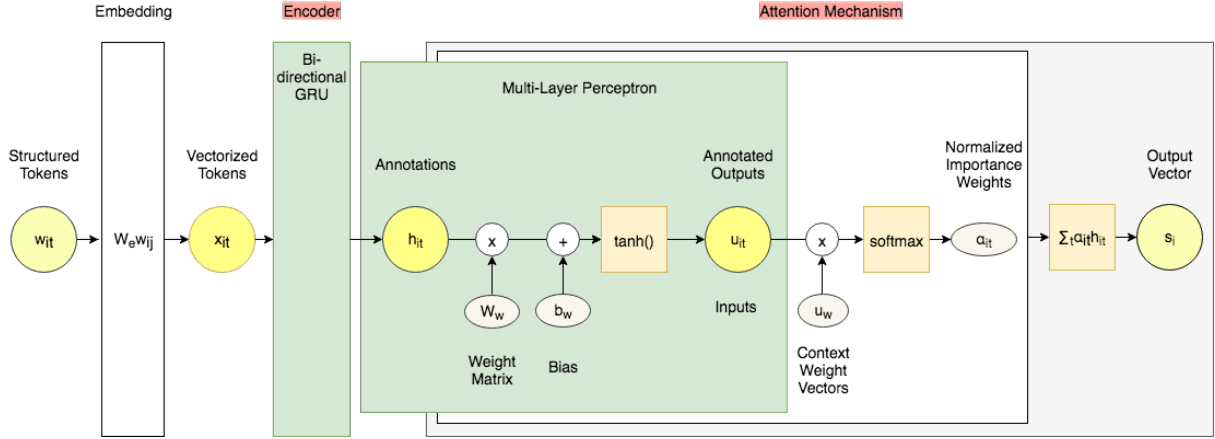 Embedding
Encoder
Attention Mechanism
Bi-
directional
GRU
Multi-Layer Perceptron
Structured
Tokens
Vectorized
Tokens
Annotations
Annotated
Outputs
Normalized
Importance
Weights
Output
Vector
wit
Wewij
xit
hit
x
+
tanh()
uit
x
softmax
αit
∑tαithit
si
Ww
bw
Inputs
uw
Weight
Matrix
Bias
Context
Weight
Vectors